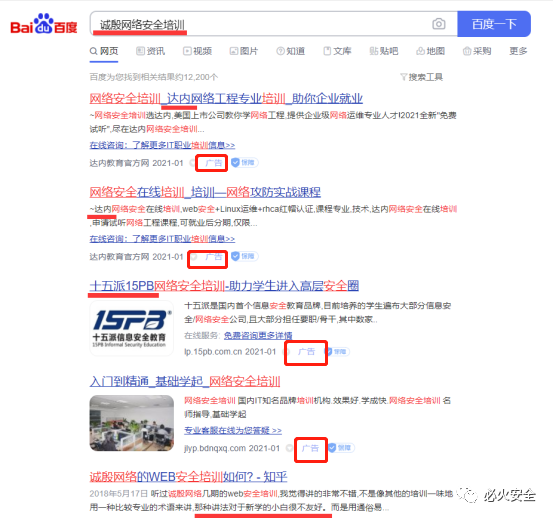 Bai百度
诚殷网络安全培训
百度一下
网页 资讯 视频 图片 知道 文库 贴吧 地图 采购 更多
百度为您找到相关结果约12,200个
搜索工具
网络安全培训_达内网络工程专业培训_助你企业就业
~网络安全培训选达内,美国上市公司教你学网络工程.提供企业级网络运维专业人才!2021全新"免费
试听",尽在达内网络安全培训...
在线咨询：了解更多IT职业培训信息>>
达内教育官方网 2021-01 广告 保障
网络安全在线培训_培训—网络攻防实战课程
~达内网络安全在线培训,web安全+Linux运维+rhca红帽认证,课程专业,技术,达内网络安全在线培训
,申请试听网络工程课程,可就业后分期,仅限...
在线咨询：了解更多IT职业培训信息>>
达内教育官方网 2021-01 广告 保障
十五派15PB网络安全培训-助力学生进入高层安全圈
15PB
十五派信息安全教育
15PB Informal Security Education
十五派是国内首个信息安全教育品牌,目前培养的学生遍布大部分信息安
全/网络安全公司,且大部分担任要职/骨干,其中数家...
在线服务: 免费咨询更多详情
lp.15pb.com.cn 2021-01 广告 保障
入门到精通_基础学起_网络安全培训
网络安全培训 国内IT知名品牌培训机构,效果好 学成快,网络安全培训 名
师指导,基础学起
专业客服在线为您答疑 >>
jlyp.bdnqxq.com 2021-01 广告 保障
诚殷网络的WEB安全培训如何? - 知乎
2018年5月17日 听过诚殷网络几期的web安全培训,我觉得讲的非常不错,不是像其他的培训一味地
用一种比较专业的术语来讲,那种讲法对于新学的小白很不友好。而是用通俗易...
必火安全